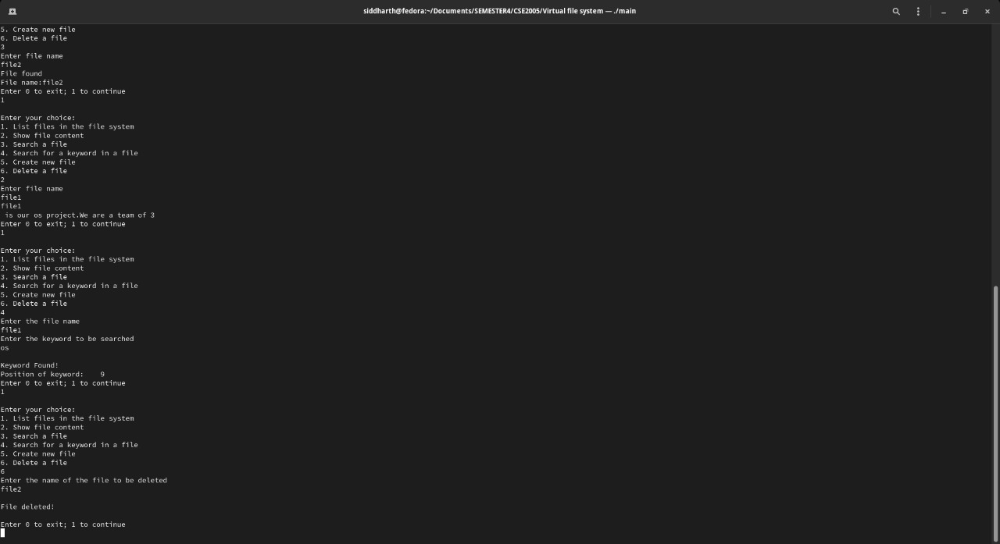 siddharth@fedora:~/Documents/SEMESTER4/CSE2005/Virtual file system — ./main
5. Create new file
6. Delete a file
3
Enter file name
file2
File found
File name:file2
Enter 0 to exit; 1 to continue
1
Enter your choice:
1. List files in the file system
2. Show file content
3. Search a file
4. Search for a keyword in a file
5. Create new file
6. Delete a file
2
Enter file name
file1
file1
 is our os project.We are a team of 3
Enter 0 to exit; 1 to continue
1
Enter your choice:
1. List files in the file system
2. Show file content
3. Search a file
4. Search for a keyword in a file
5. Create new file
6. Delete a file
4
Enter the file name
file1
Enter the keyword to be searched
os
Keyword Found!
Position of keyword:    9
Enter 0 to exit; 1 to continue
1
Enter your choice:
1. List files in the file system
2. Show file content
3. Search a file
4. Search for a keyword in a file
5. Create new file
6. Delete a file
6
Enter the name of the file to be deleted
file2
File deleted!
Enter 0 to exit; 1 to continue